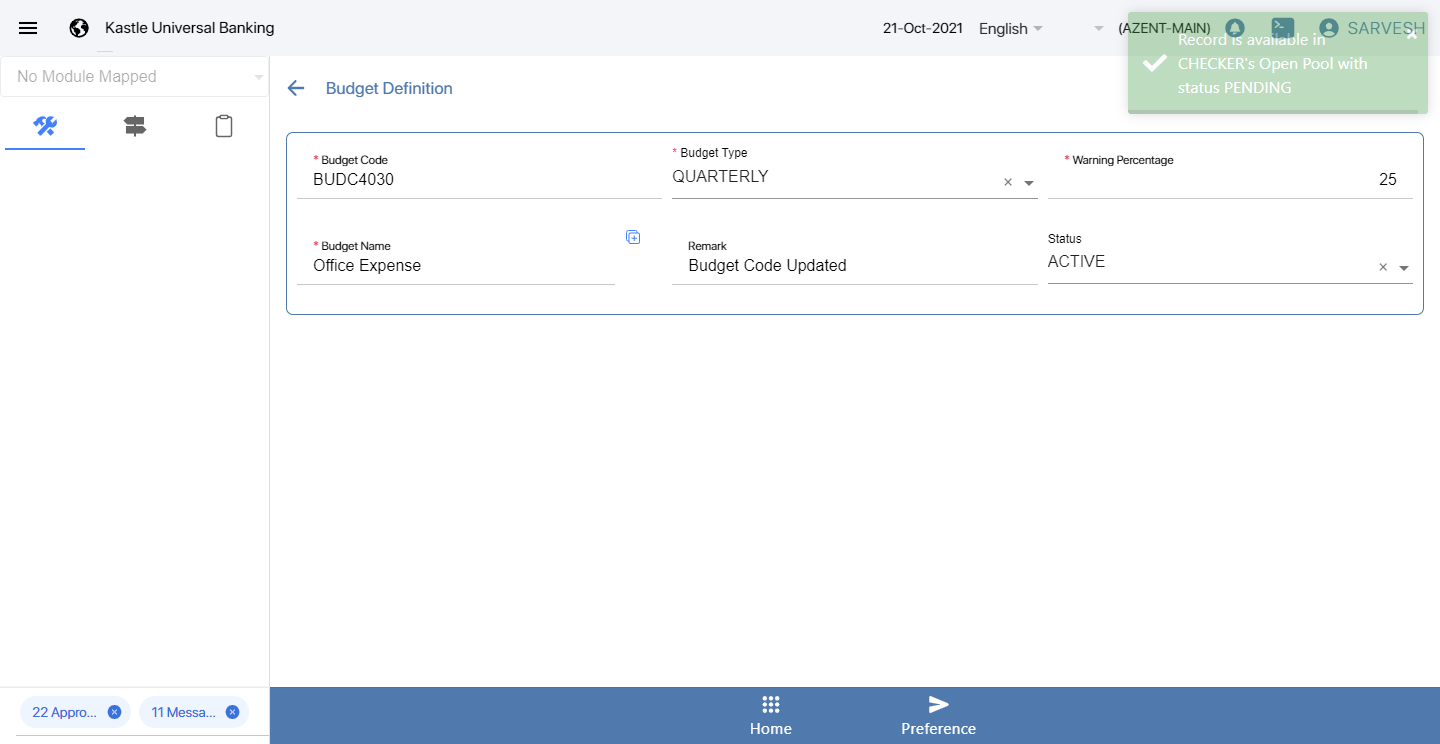 Kastle Universal Banking
21-Oct-2021
English
(AZENT-MAIN)
SARVESH
Record is available in
CHECKER's Open Pool with
status PENDING
No Module Mapped
Budget Definition
* Budget Code
BUDC4030
* Budget Type
QUARTERLY
* Warning Percentage
25
* Budget Name
Office Expense
Remark
Budget Code Updated
Status
ACTIVE
22 Appro...
11 Messa...
Home
Preference